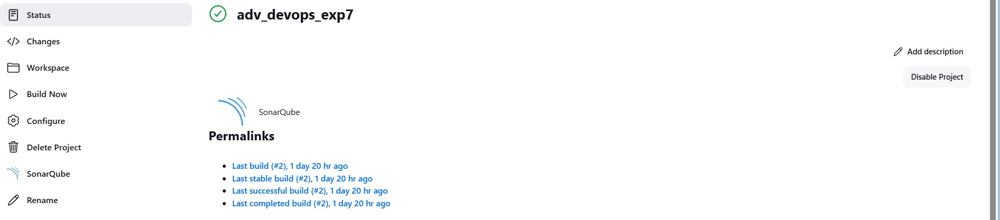 Status
Changes
Workspace
Build Now
Configure
Delete Project
SonarQube
Rename
adv_devops_exp7
Add description
Disable Project
SonarQube
Permalinks
Last build (#2), 1 day 20 hr ago
Last stable build (#2), 1 day 20 hr ago
Last successful build (#2), 1 day 20 hr ago
Last completed build (#2), 1 day 20 hr ago